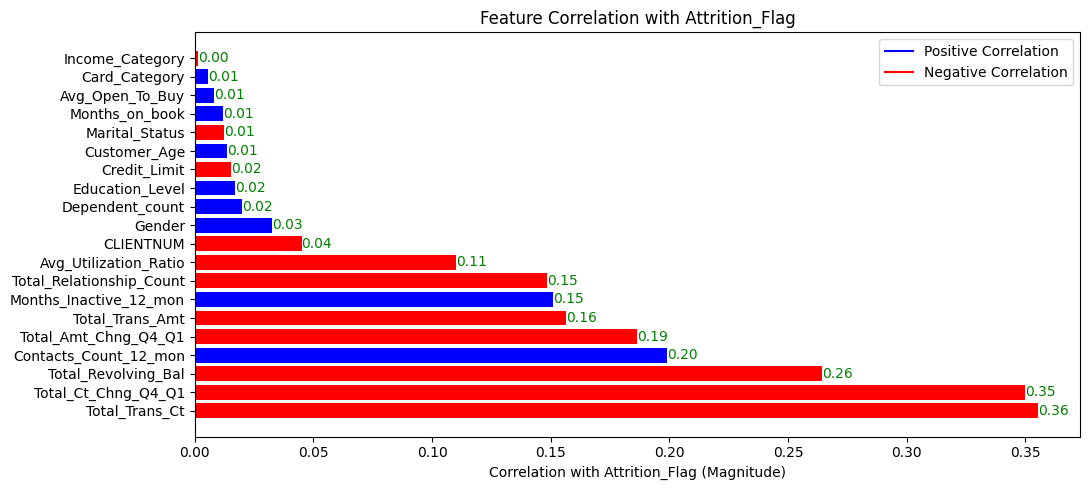 Feature Correlation with Attrition_Flag
Positive Correlation
Negative Correlation
Income_Category 0.00
Card_Category 0.01
Avg_Open_To_Buy 0.01
Months_on_book 0.01
Marital_Status 0.01
Customer_Age 0.01
Credit_Limit 0.02
Education_Level 0.02
Dependent_count 0.02
Gender 0.03
CLIENTNUM 0.04
Avg_Utilization_Ratio 0.11
Total_Relationship_Count 0.15
Months_Inactive_12_mon 0.15
Total_Trans_Amt 0.16
Total_Amt_Chng_Q4_Q1 0.19
Contacts_Count_12_mon 0.20
Total_Revolving_Bal 0.26
Total_Ct_Chng_Q4_Q1 0.35
Total_Trans_Ct 0.36
0.00 0.05 0.10 0.15 0.20 0.25 0.30 0.35
Correlation with Attrition_Flag (Magnitude)